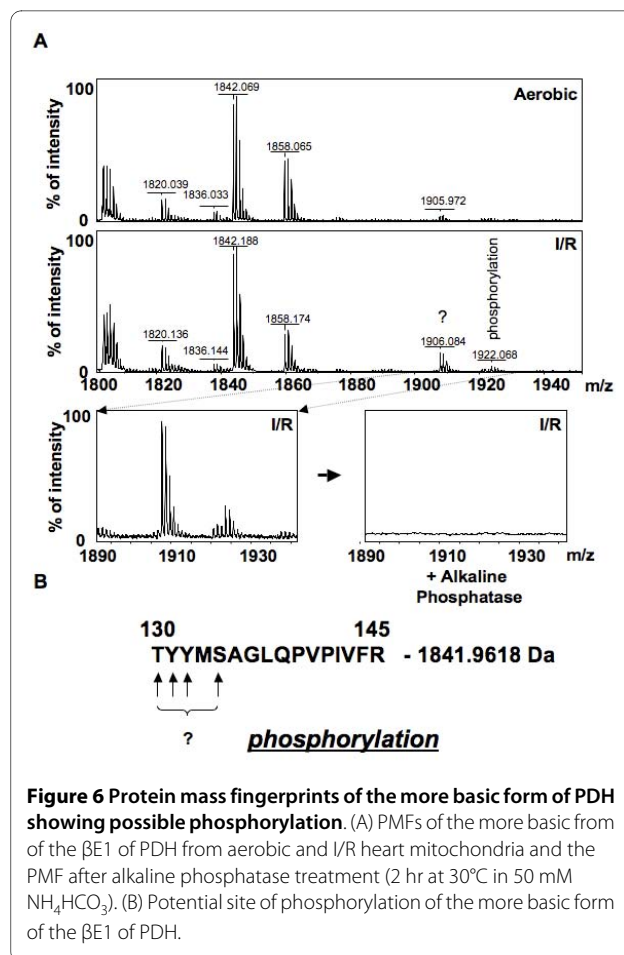 A
100
1842.069
Aerobic
1858.065
% of intensity
1820.039
1836.033
1905.972
0
100
1842.188
I/R
phosphorylation
% of intensity
?
1858.174
1820.136
1836.144
1906.084
1922.068
0
1800 1820 1840 1860 1880 1900 1920 1940 m/z
100
I/R
I/R
% of intensity
0
1890 1910 1930
1890 1910 1930 m/z
+ Alkaline
Phosphatase
B
130 145
TYYMSAGLQPVPIVFR - 1841.9618 Da
? phosphorylation
Figure 6 Protein mass fingerprints of the more basic form of PDH
showing possible phosphorylation. (A) PMFs of the more basic from
of the βE1 of PDH from aerobic and I/R heart mitochondria and the
PMF after alkaline phosphatase treatment (2 hr at 30°C in 50 mM
NH₄HCO₃). (B) Potential site of phosphorylation of the more basic form
of the βE1 of PDH.